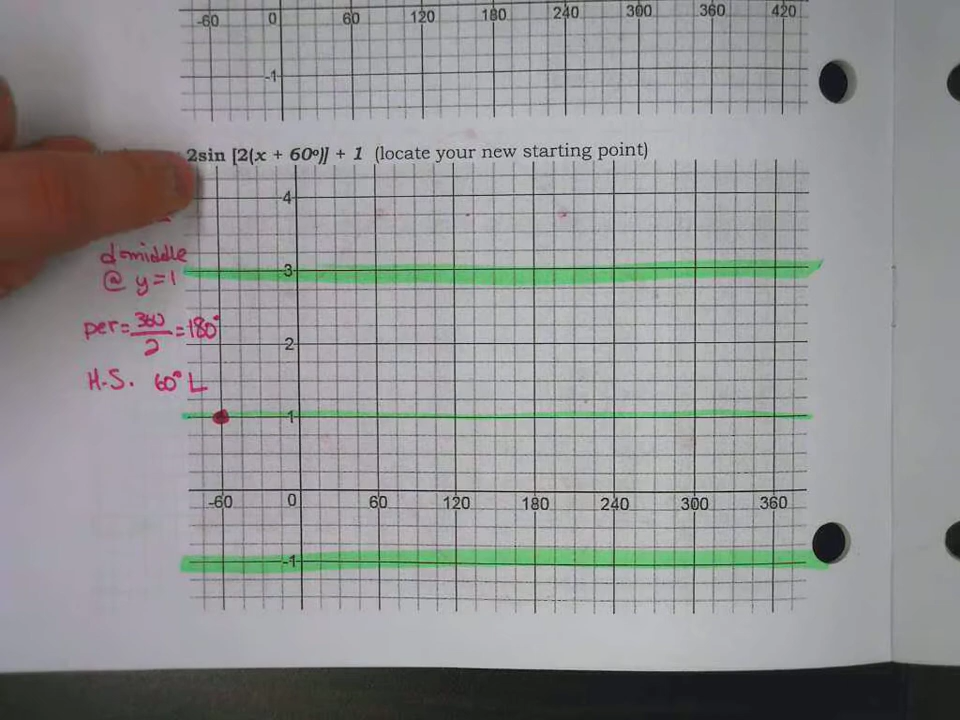 -60 0 60 120 180 240 300 360 420
-1
2sin [2(x + 60º)] + 1 (locate your new starting point)
4
d=middle
@ y=1
3
per=360/2=180°
2
H.S. 60° L
1
-60 0 60 120 180 240 300 360
-1